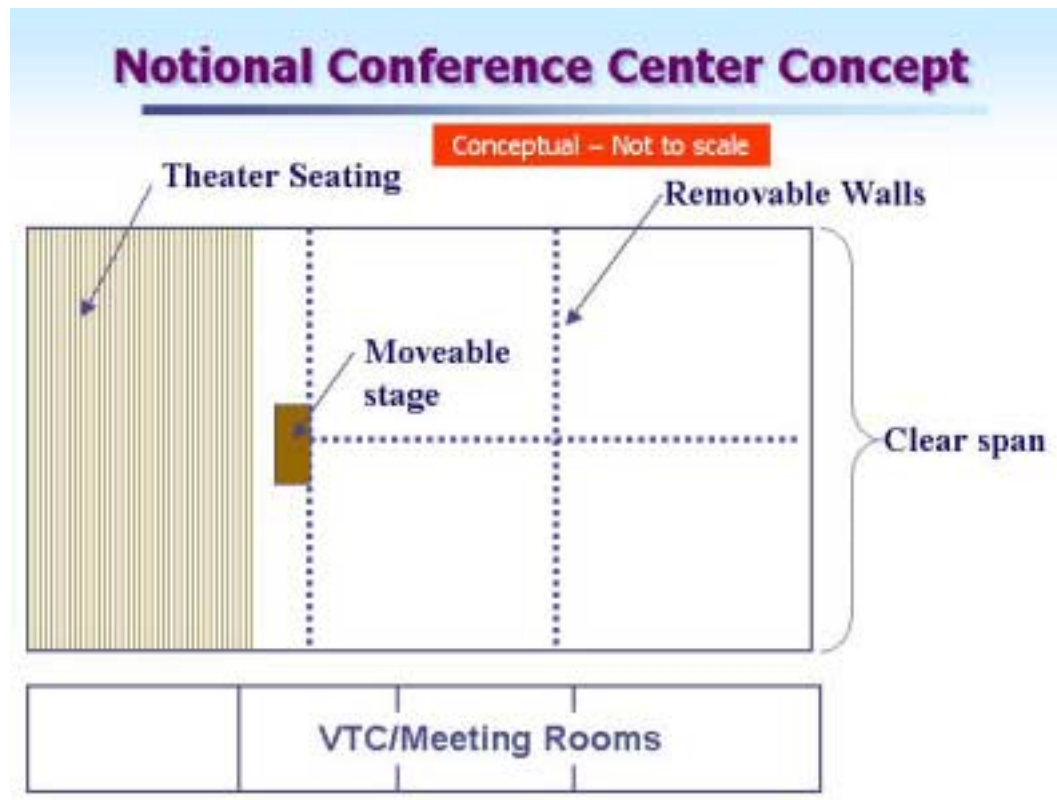 Notional Conference Center Concept
Conceptual – Not to scale
Theater Seating
Removable Walls
Moveable
stage
Clear span
VTC/Meeting Rooms